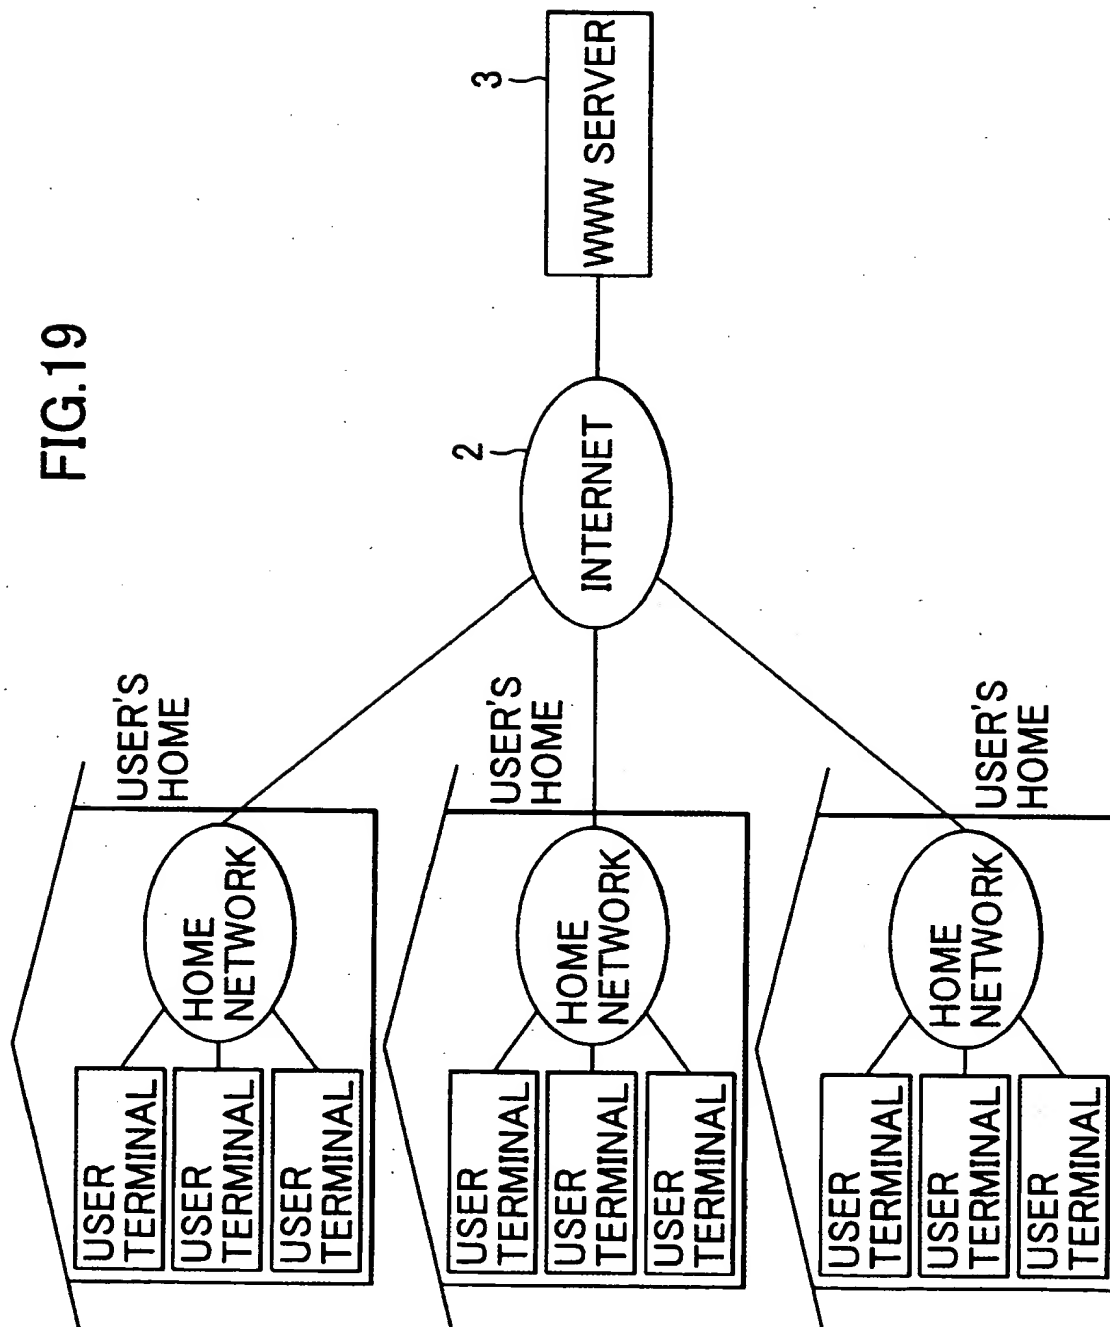 FIG.19
USER'S
HOME
USER
TERMINAL
USER
TERMINAL
USER
TERMINAL
HOME
NETWORK
USER'S
HOME
USER
TERMINAL
USER
TERMINAL
USER
TERMINAL
HOME
NETWORK
2
INTERNET
3
WWW SERVER
USER'S
HOME
USER
TERMINAL
USER
TERMINAL
USER
TERMINAL
HOME
NETWORK